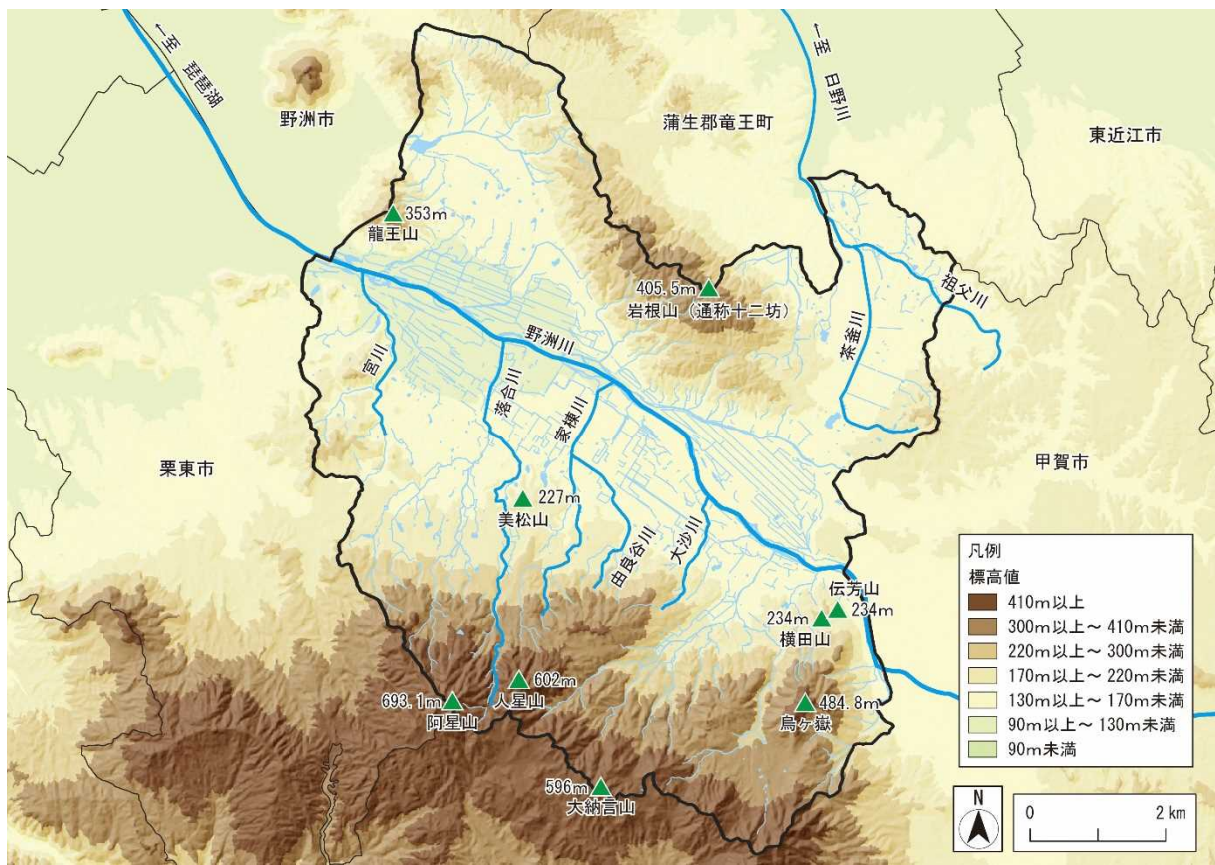 ←至 琵琶湖
野洲市
蒲生郡竜王町
←至 日野川
東近江市
353m
龍王山
405.5m
岩根山（通称十二坊）
祖父川
茶釜川
野洲川
宮川
落合川
家棟川
栗東市
甲賀市
227m
美松山
由良谷川
大沙川
伝芳山
234m
234m
横田山
602m
人星山
693.1m
阿星山
484.8m
烏ヶ嶽
596m
大納言山
凡例
標高値
410m以上
300m以上～410m未満
220m以上～300m未満
170m以上～220m未満
130m以上～170m未満
90m以上～130m未満
90m未満
N
0 2 km